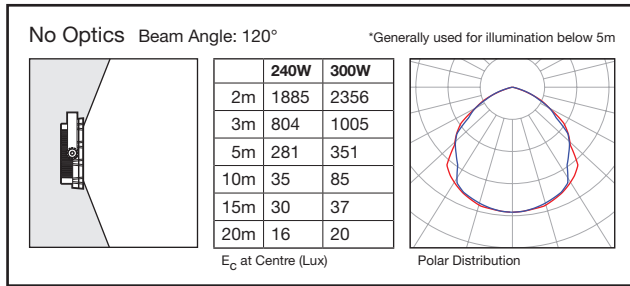 No Optics Beam Angle: 120° *Generally used for illumination below 5m
240W 300W
2m 1885 2356
3m 804 1005
5m 281 351
10m 35 85
15m 30 37
20m 16 20
E_C at Centre (Lux) Polar Distribution